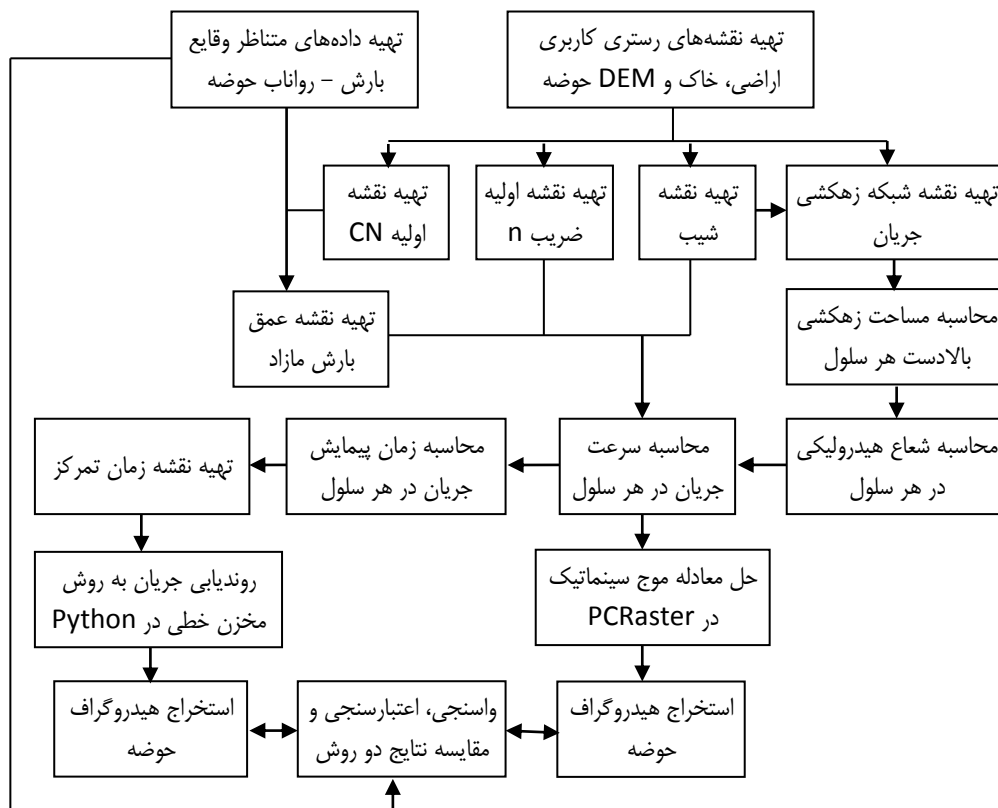 تهیه نقشه‌های رستری کاربری
اراضی، خاک و DEM حوضه
تهیه داده‌های متناظر وقایع
بارش – رواناب حوضه
تهیه نقشه شبکه زهکشی
جریان
تهیه نقشه
شیب
تهیه نقشه اولیه
ضریب n
تهیه نقشه
اولیه CN
محاسبه مساحت زهکشی
بالادست هر سلول
تهیه نقشه عمق
بارش مازاد
محاسبه شعاع هیدرولیکی
در هر سلول
محاسبه سرعت
جریان در هر سلول
محاسبه زمان پیمایش
جریان در هر سلول
تهیه نقشه زمان تمرکز
حل معادله موج سینماتیک
در PCRaster
روندیابی جریان به روش
مخزن خطی در Python
استخراج هیدروگراف
حوضه
واسنجی، اعتبارسنجی و
مقایسه نتایج دو روش
استخراج هیدروگراف
حوضه